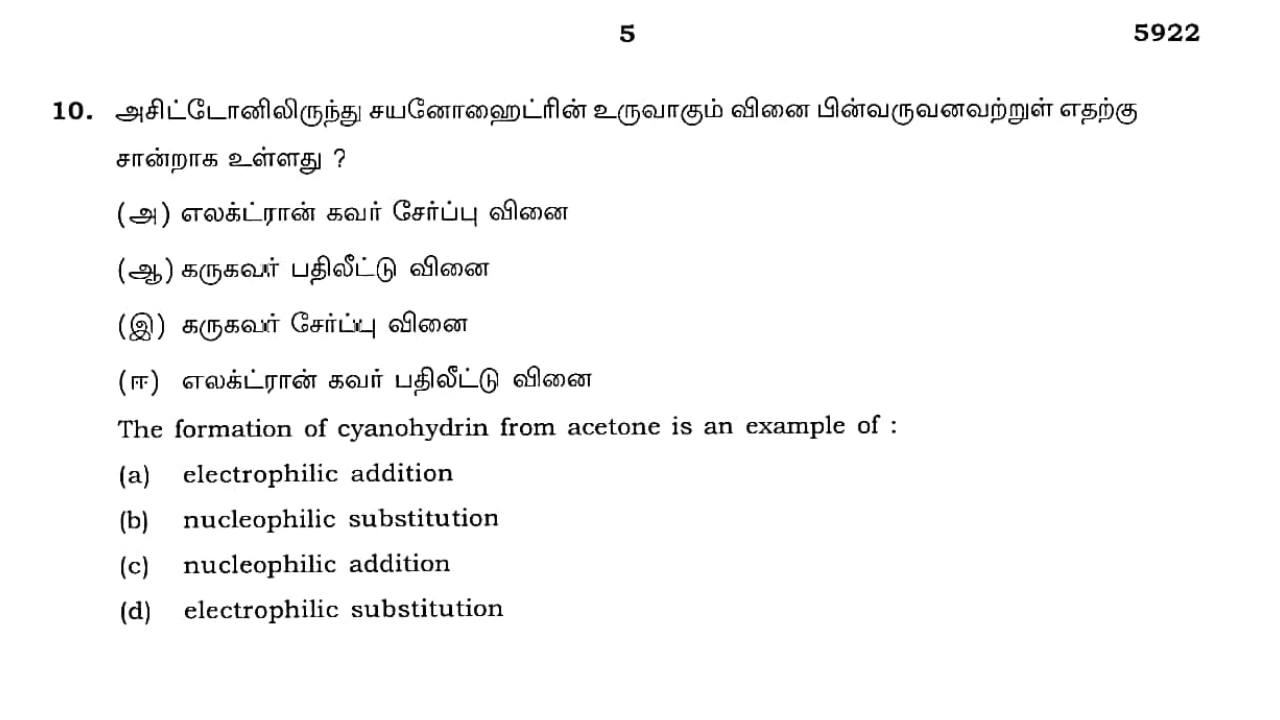 5 5922
10. அசிட்டோனிலிருந்து சயனோஹைட்ரின் உருவாகும் வினை பின்வருவனவற்றுள் எதற்கு
சான்றாக உள்ளது ?
(அ) எலக்ட்ரான் கவர் சேர்ப்பு வினை
(ஆ) கருகவர் பதிலீட்டு வினை
(இ) கருகவர் சேர்ப்பு வினை
(ஈ) எலக்ட்ரான் கவர் பதிலீட்டு வினை
The formation of cyanohydrin from acetone is an example of :
(a) electrophilic addition
(b) nucleophilic substitution
(c) nucleophilic addition
(d) electrophilic substitution